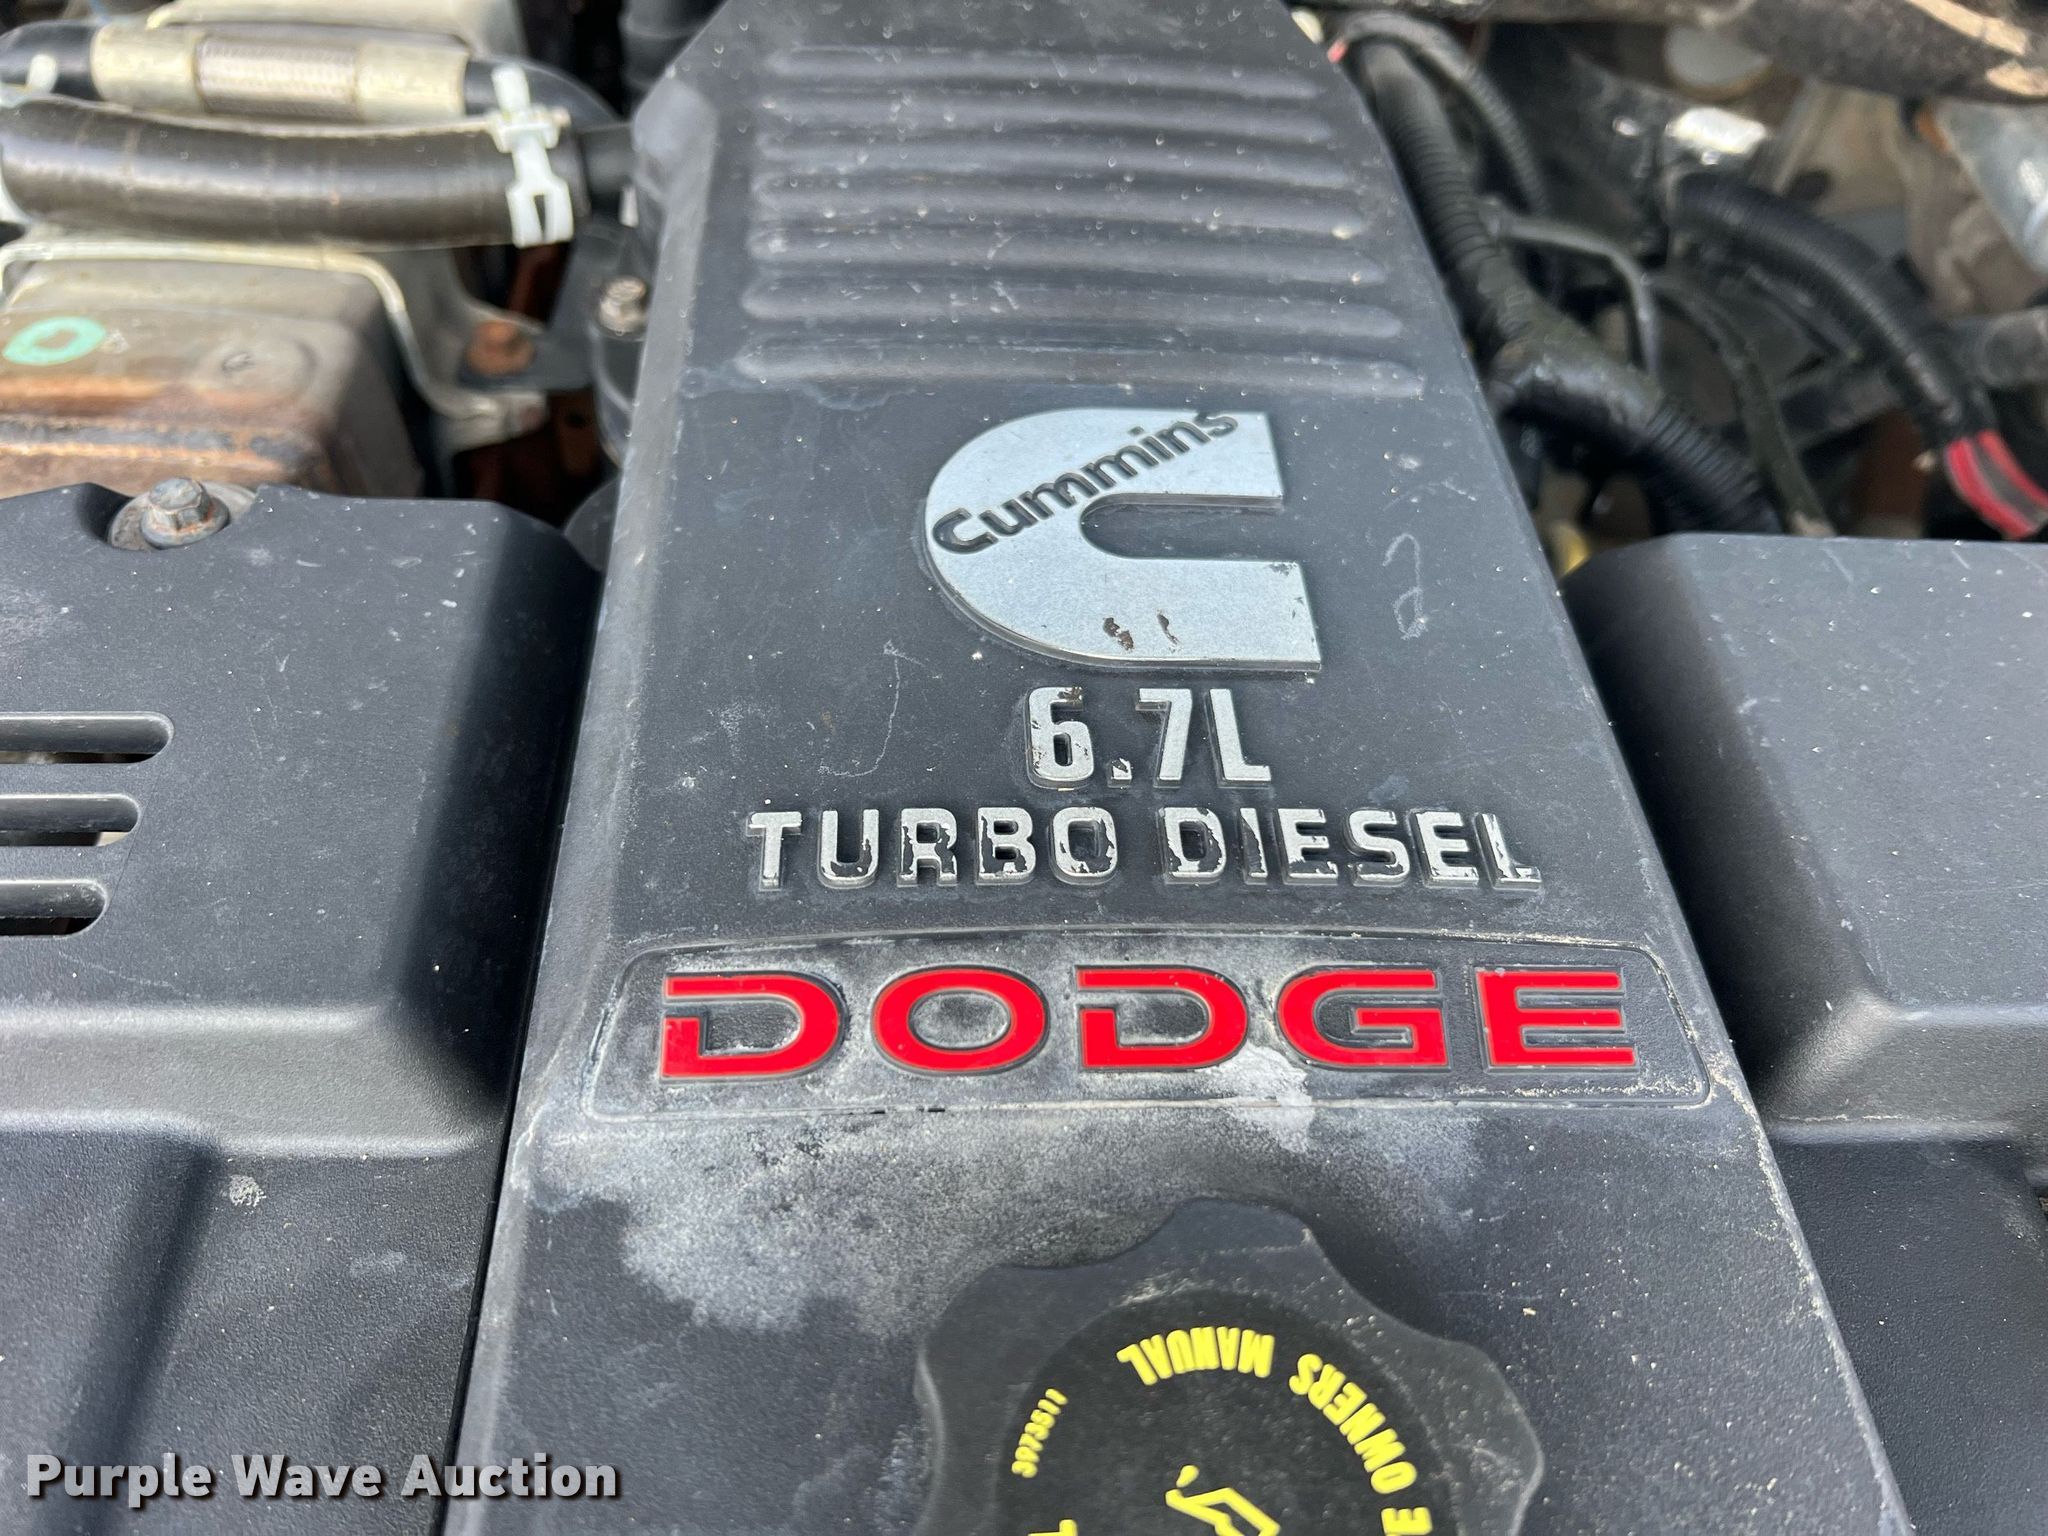 Cummins
6.7L
TURBO DIESEL
DODGE
OWNERS MANUAL
Purple Wave Auction